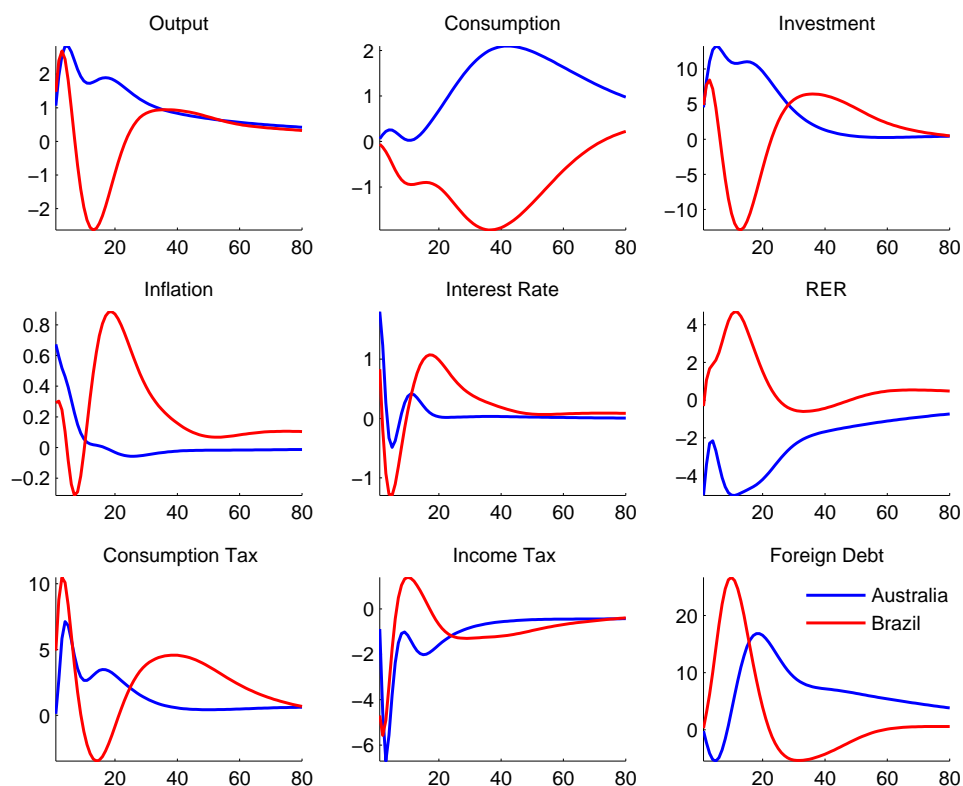 Output
2
1
0
−1
−2
20 40 60 80
Consumption
2
1
0
−1
20 40 60 80
Investment
10
5
0
−5
−10
20 40 60 80
Inflation
0.8
0.6
0.4
0.2
0
−0.2
20 40 60 80
Interest Rate
1
0
−1
20 40 60 80
RER
4
2
0
−2
−4
20 40 60 80
Consumption Tax
10
5
0
20 40 60 80
Income Tax
0
−2
−4
−6
20 40 60 80
Foreign Debt
20
10
0
20 40 60 80
Australia
Brazil